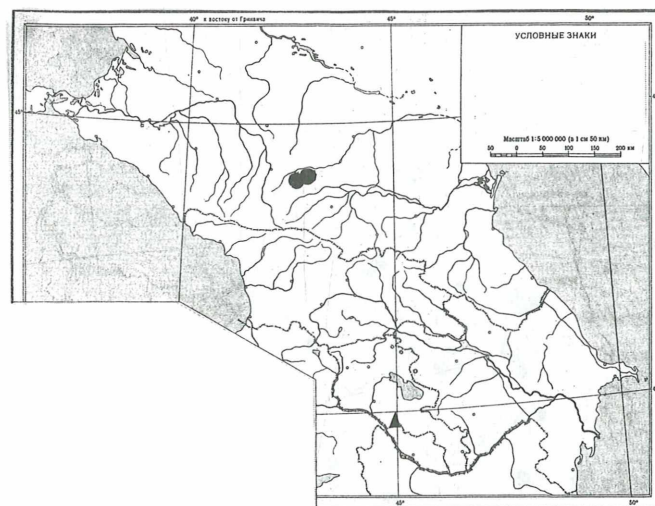 40° к востоку от Гринвича 45° 50°
УСЛОВНЫЕ ЗНАКИ
45°
Масштаб 1:5 000 000 (в 1 см 50 км)
50 0 50 100 150 200 км
45° 50°